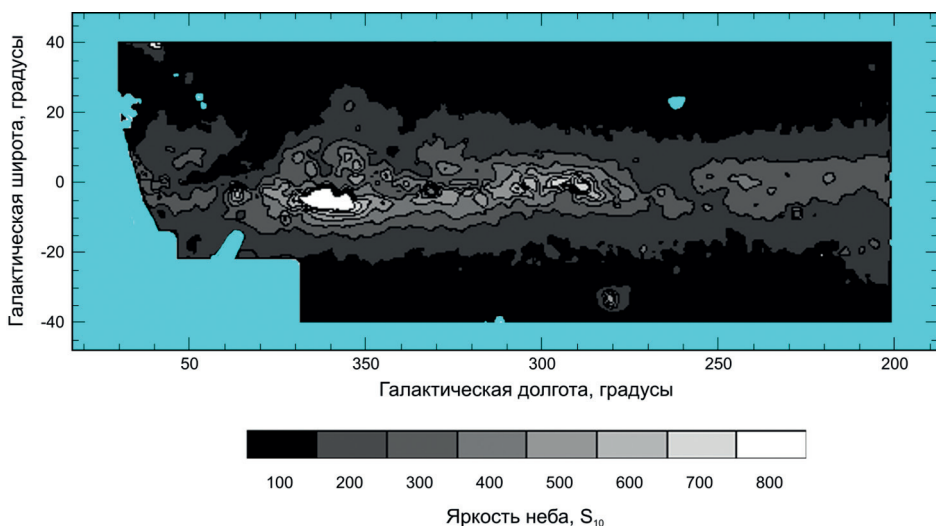 Галактическая широта, градусы
40
20
0
-20
-40
50 350 300 250 200
Галактическая долгота, градусы
100 200 300 400 500 600 700 800
Яркость неба, S₁₀